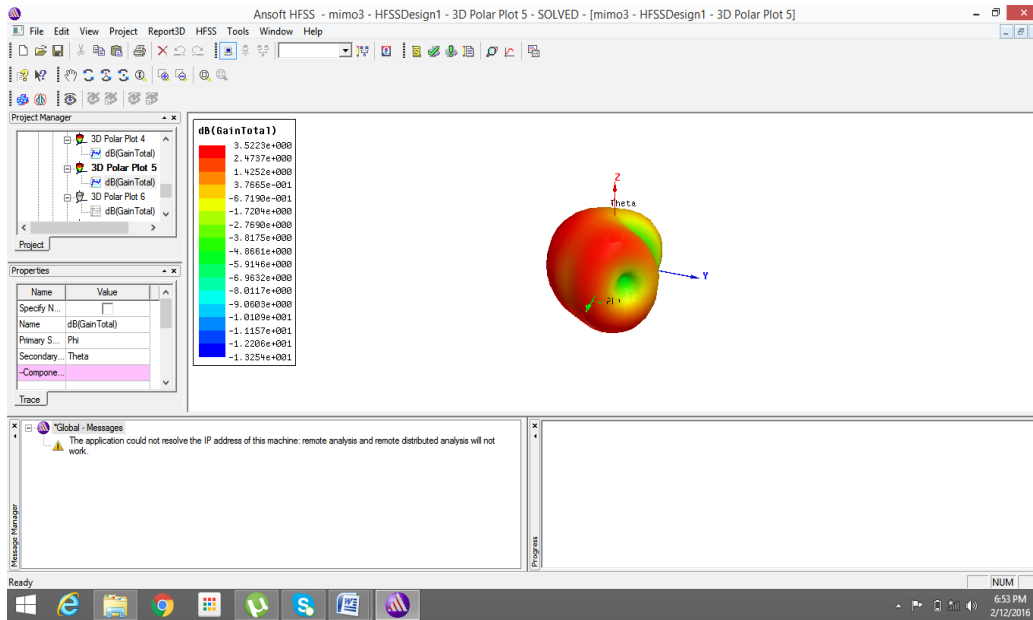 Ansoft HFSS - mimo3 - HFSSDesign1 - 3D Polar Plot 5 - SOLVED - [mimo3 - HFSSDesign1 - 3D Polar Plot 5]
File Edit View Project Report3D HFSS Tools Window Help
Project Manager
3D Polar Plot 4
dB(GainTotal)
3D Polar Plot 5
dB(GainTotal)
3D Polar Plot 6
dB(GainTotal)
Project
Properties
Name Value
Specify N...
Name dB(GainTotal)
Primary S... Phi
Secondary... Theta
-Compone...
Trace
dB(GainTotal)
3.5223e+000
2.4737e+000
1.4252e+000
3.7665e-001
-6.7190e-001
-1.7204e+000
-2.7690e+000
-3.8175e+000
-4.8661e+000
-5.9146e+000
-6.9632e+000
-8.0117e+000
-9.0603e+000
-1.0109e+001
-1.1157e+001
-1.2206e+001
-1.3254e+001
Z
Theta
Y
Phi
*Global - Messages
The application could not resolve the IP address of this machine: remote analysis and remote distributed analysis will not
work.
Message Manager
Progress
Ready
NUM
6:53 PM
2/12/2016